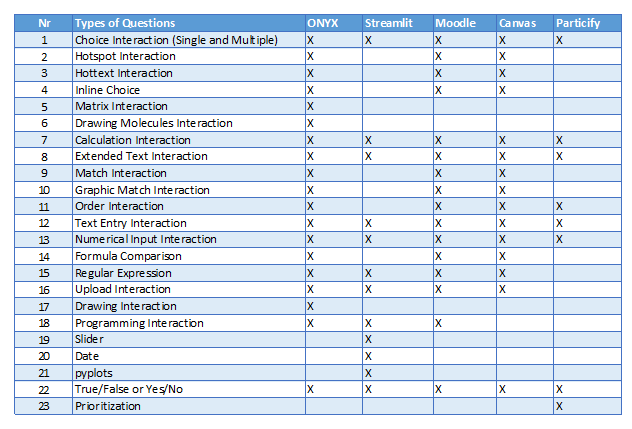 Nr Types of Questions ONYX Streamlit Moodle Canvas Particify
1 Choice Interaction (Single and Multiple) X X X X X
2 Hotspot Interaction X X X
3 Hottext Interaction X X X
4 Inline Choice X X X
5 Matrix Interaction X
6 Drawing Molecules Interaction X
7 Calculation Interaction X X X X X
8 Extended Text Interaction X X X X X
9 Match Interaction X X X
10 Graphic Match Interaction X X X
11 Order Interaction X X X X
12 Text Entry Interaction X X X X X
13 Numerical Input Interaction X X X X X
14 Formula Comparison X X X
15 Regular Expression X X X X
16 Upload Interaction X X X X
17 Drawing Interaction X
18 Programming Interaction X X X
19 Slider X
20 Date X
21 pyplots X
22 True/False or Yes/No X X X X X
23 Prioritization X